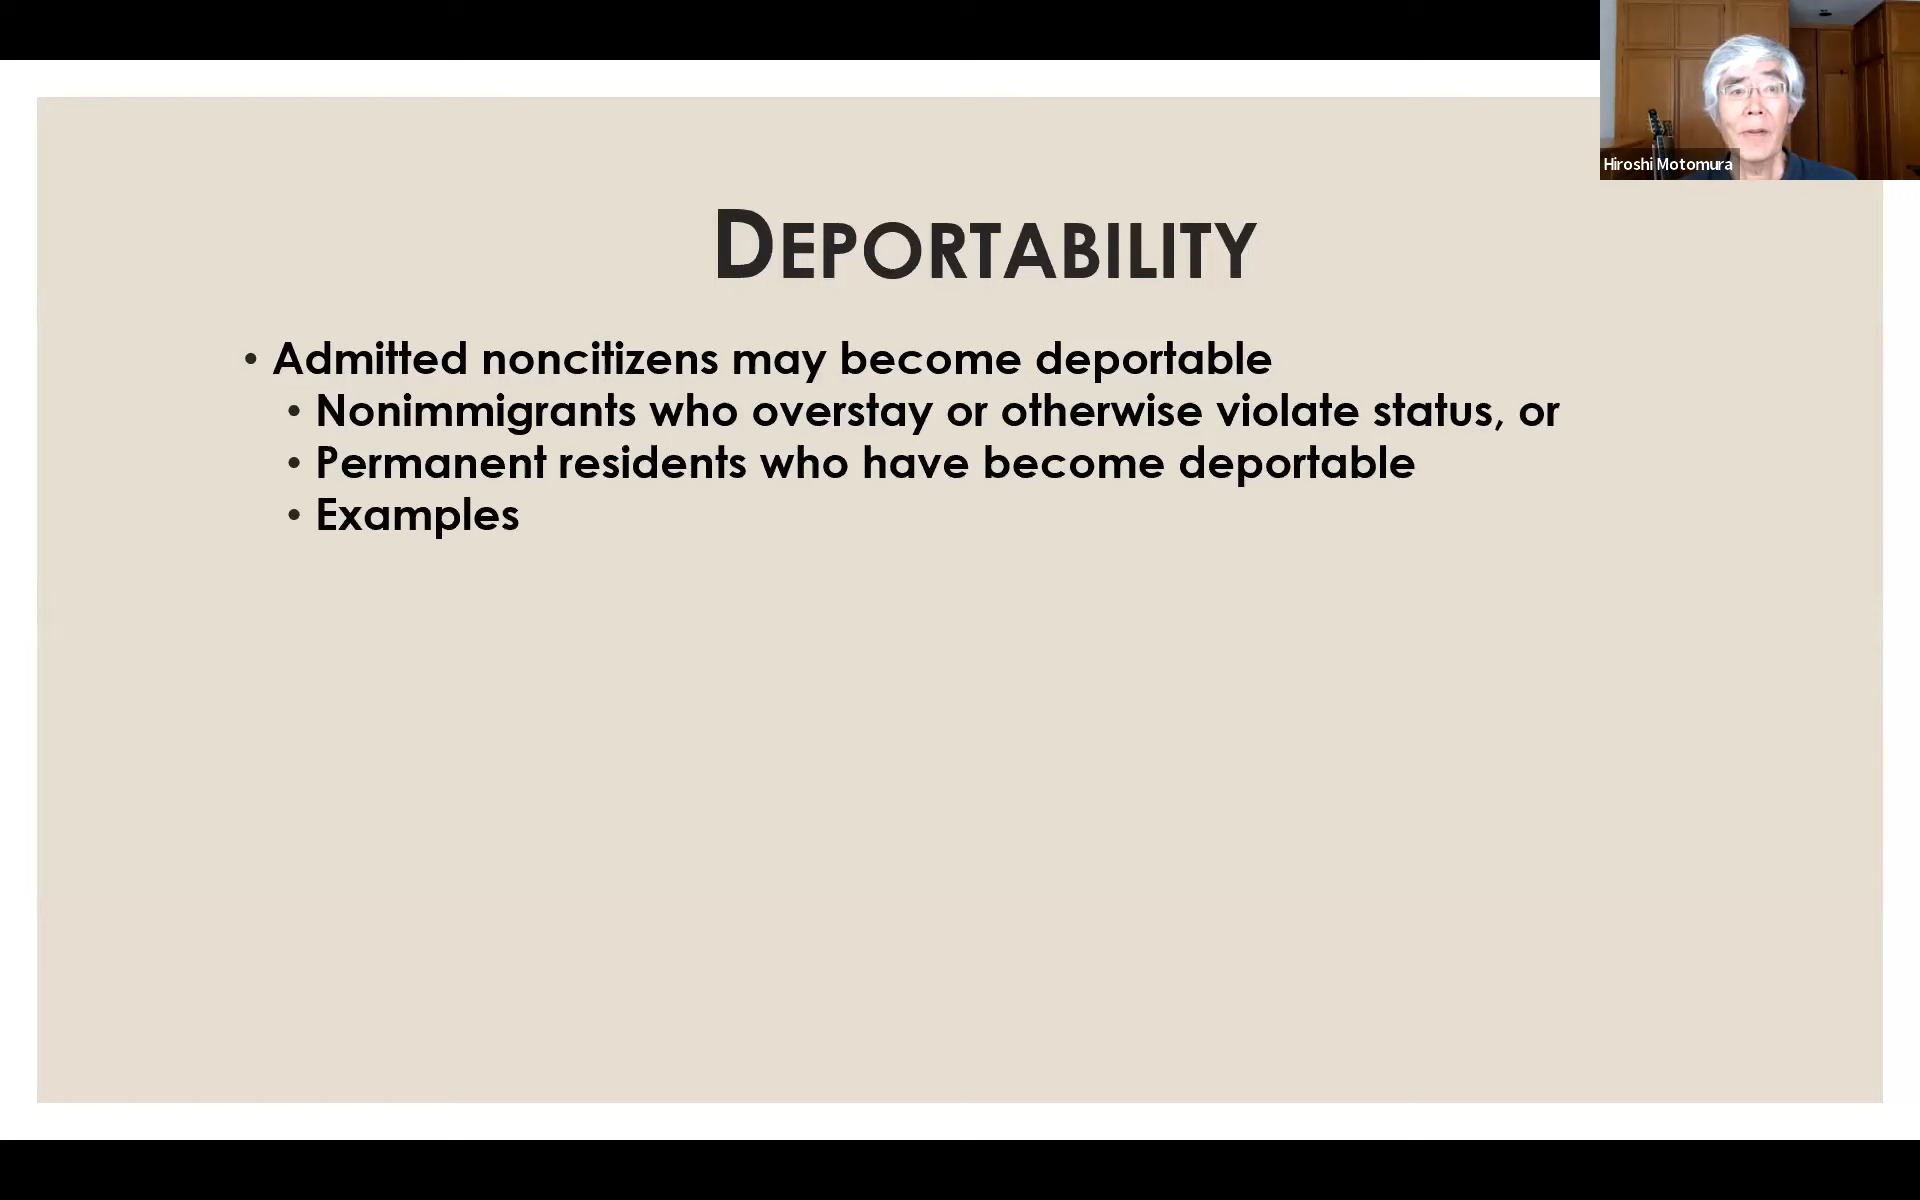 Hiroshi Motomura
DEPORTABILITY
• Admitted noncitizens may become deportable
• Nonimmigrants who overstay or otherwise violate status, or
• Permanent residents who have become deportable
• Examples